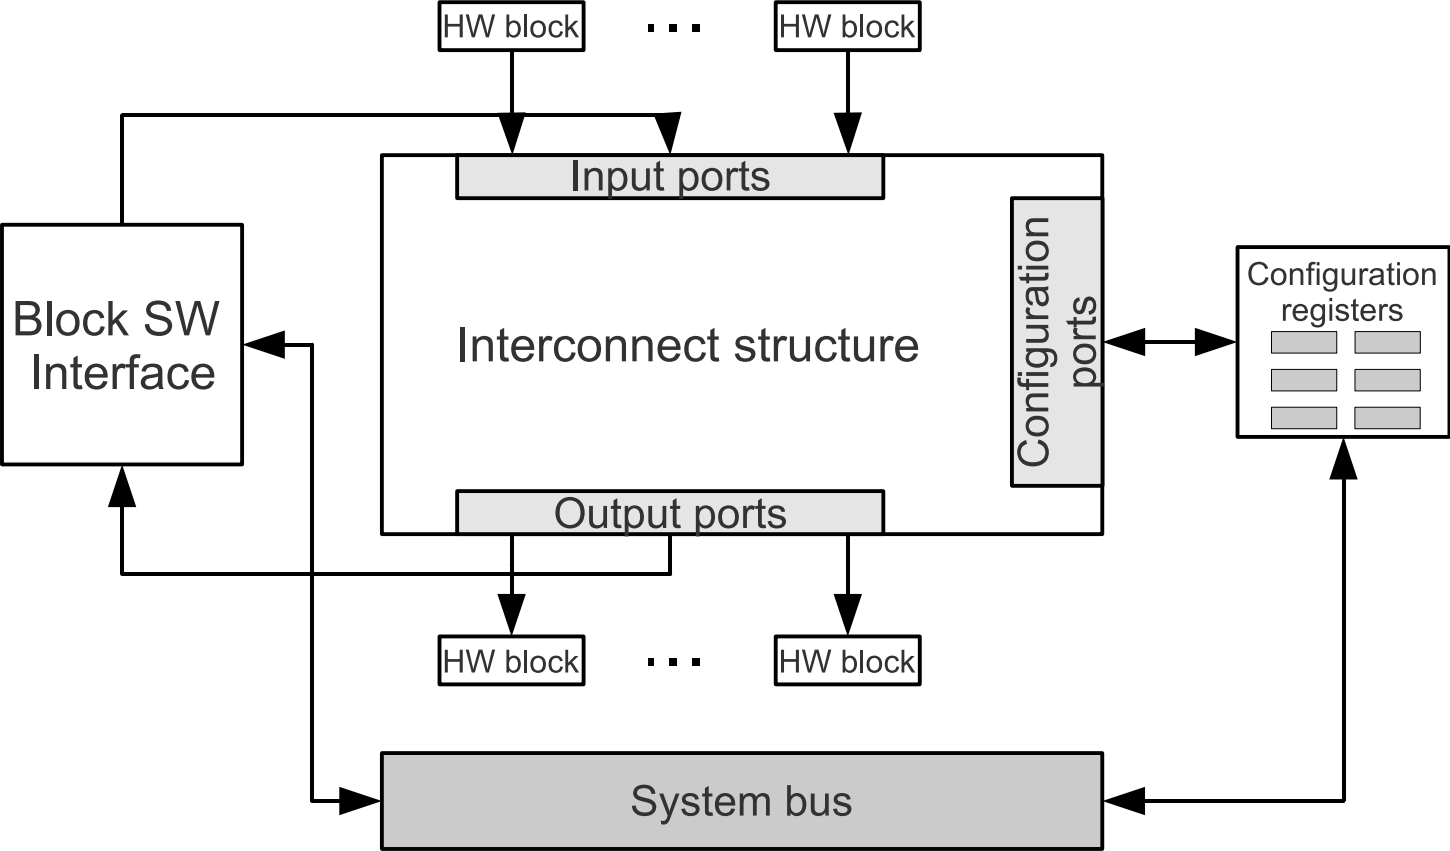 HW block
HW block
Input ports
Block SW
Interface
Interconnect structure
Configuration
ports
Configuration
registers
Output ports
HW block
HW block
System bus